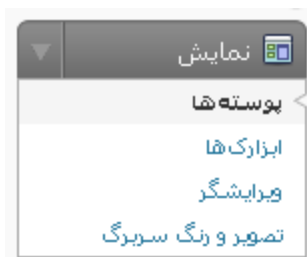 نمایش
پوسته‌ها
ابزارک‌ها
ویرایشگر
تصویر و رنگ سربرگ